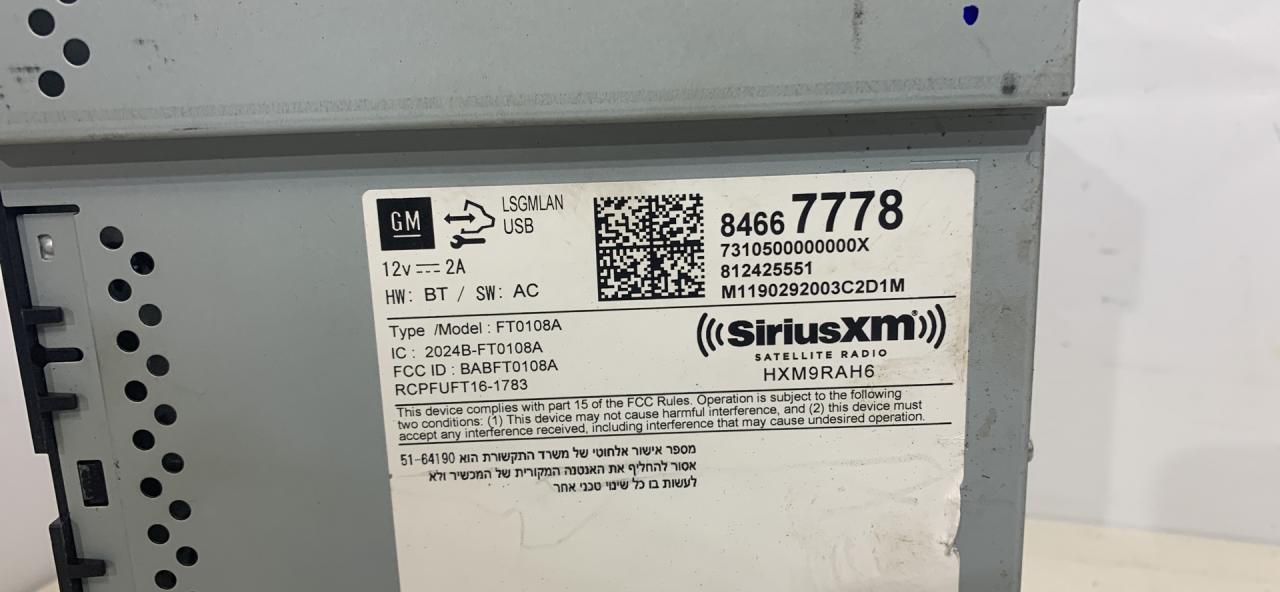 GM
LSGMLAN
USB
12v 2A
HW: BT / SW: AC
8466 7778
7310500000000X
812425551
M1190292003C2D1M
Type /Model : FT0108A
IC : 2024B-FT0108A
FCC ID : BABFT0108A
RCPFUFT16-1783
SiriusXm
SATELLITE RADIO
HXM9RAH6
This device complies with part 15 of the FCC Rules. Operation is subject to the following
two conditions: (1) This device may not cause harmful interference, and (2) this device must
accept any interference received, including interference that may cause undesired operation.
מספר אישור אלחוטי של משרד התקשורת הוא 51-64190
אסור להחליף את האנטנה המקורית של המכשיר ולא
לעשות בו כל שינוי טכני אחר